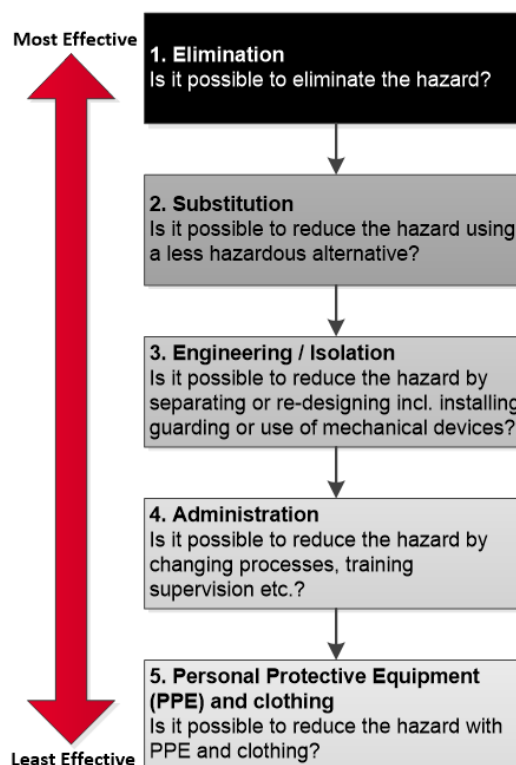 Most Effective
1. Elimination
Is it possible to eliminate the hazard?
2. Substitution
Is it possible to reduce the hazard using
a less hazardous alternative?
3. Engineering / Isolation
Is it possible to reduce the hazard by
separating or re-designing incl. installing
guarding or use of mechanical devices?
4. Administration
Is it possible to reduce the hazard by
changing processes, training
supervision etc.?
5. Personal Protective Equipment
(PPE) and clothing
Is it possible to reduce the hazard with
PPE and clothing?
Least Effective